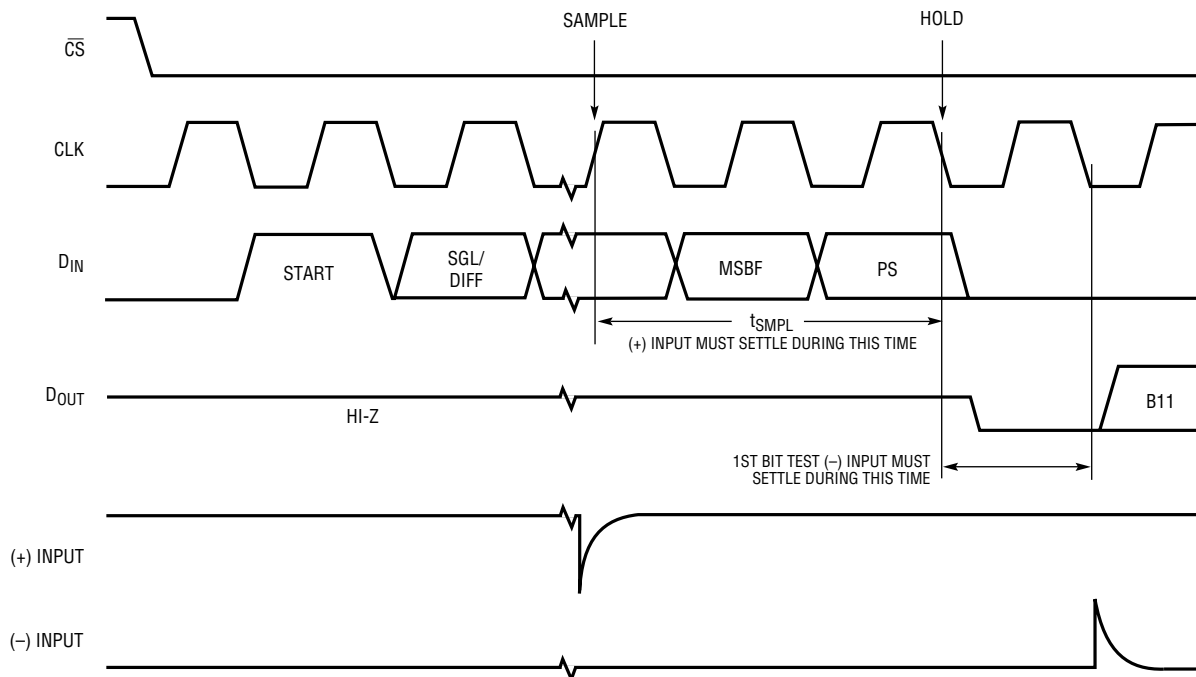 SAMPLE
HOLD
CS
CLK
DIN
START
SGL/
DIFF
MSBF
PS
tSMPL
(+) INPUT MUST SETTLE DURING THIS TIME
DOUT
HI-Z
B11
1ST BIT TEST (–) INPUT MUST
SETTLE DURING THIS TIME
(+) INPUT
(–) INPUT